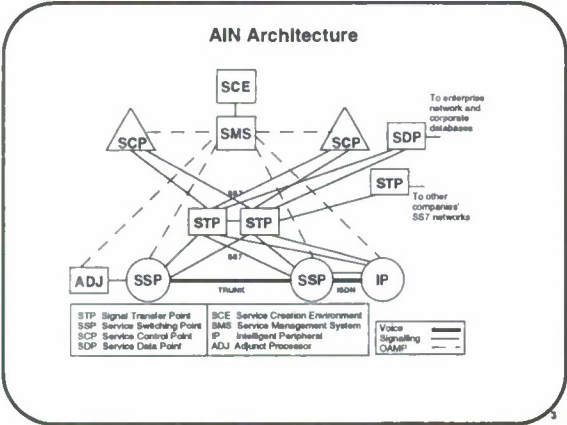 AIN Architecture
SCE
SCP
SMS
SCP
SDP
To enterprise
network and
corporate
databases
STP
To other
companies'
SS7 networks
SS7
STP
STP
SS7
ADJ
SSP
SSP
IP
TRUNK
ISDN
STP Signal Transfer Point
SSP Service Switching Point
SCP Service Control Point
SDP Service Data Point
SCE Service Creation Environment
SMS Service Management System
IP Intelligent Peripheral
ADJ Adjunct Processor
Voice
Signalling
OAMP
3